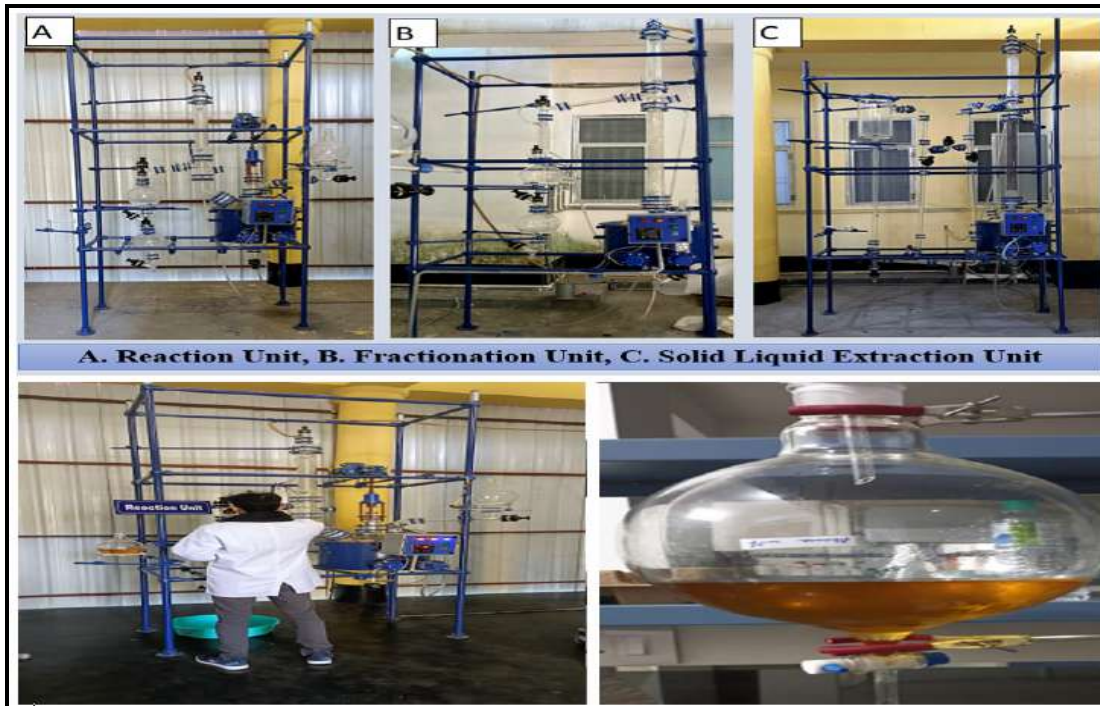 A
B
C
A. Reaction Unit, B. Fractionation Unit, C. Solid Liquid Extraction Unit
Reaction Unit